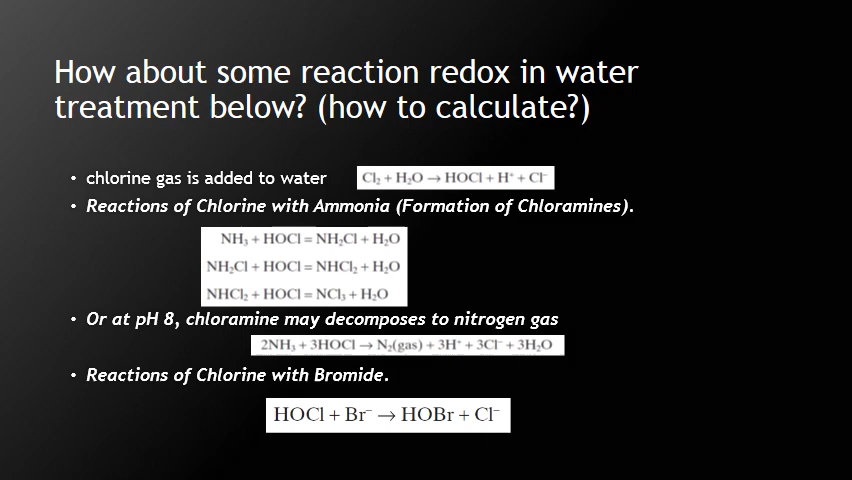 How about some reaction redox in water
treatment below? (how to calculate?)
• chlorine gas is added to water Cl₂ + H₂O → HOCl + H⁺ + Cl⁻
• Reactions of Chlorine with Ammonia (Formation of Chloramines).
NH₃ + HOCl = NH₂Cl + H₂O
NH₂Cl + HOCl = NHCl₂ + H₂O
NHCl₂ + HOCl = NCl₃ + H₂O
• Or at pH 8, chloramine may decomposes to nitrogen gas
2NH₃ + 3HOCl → N₂(gas) + 3H⁺ + 3Cl⁻ + 3H₂O
• Reactions of Chlorine with Bromide.
HOCl + Br⁻ → HOBr + Cl⁻